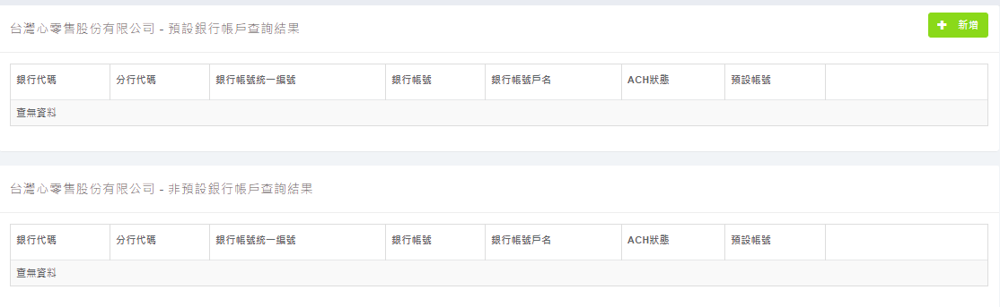 台灣心零售股份有限公司 - 預設銀行帳戶查詢結果
新增
銀行代碼 分行代碼 銀行帳號統一編號 銀行帳號 銀行帳號戶名 ACH狀態 預設帳號
查無資料
台灣心零售股份有限公司 - 非預設銀行帳戶查詢結果
銀行代碼 分行代碼 銀行帳號統一編號 銀行帳號 銀行帳號戶名 ACH狀態 預設帳號
查無資料